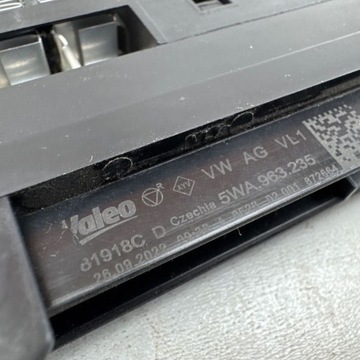 Valeo VW AG VL1
81918C D Czechia 5WA.963.235
26.09.2022